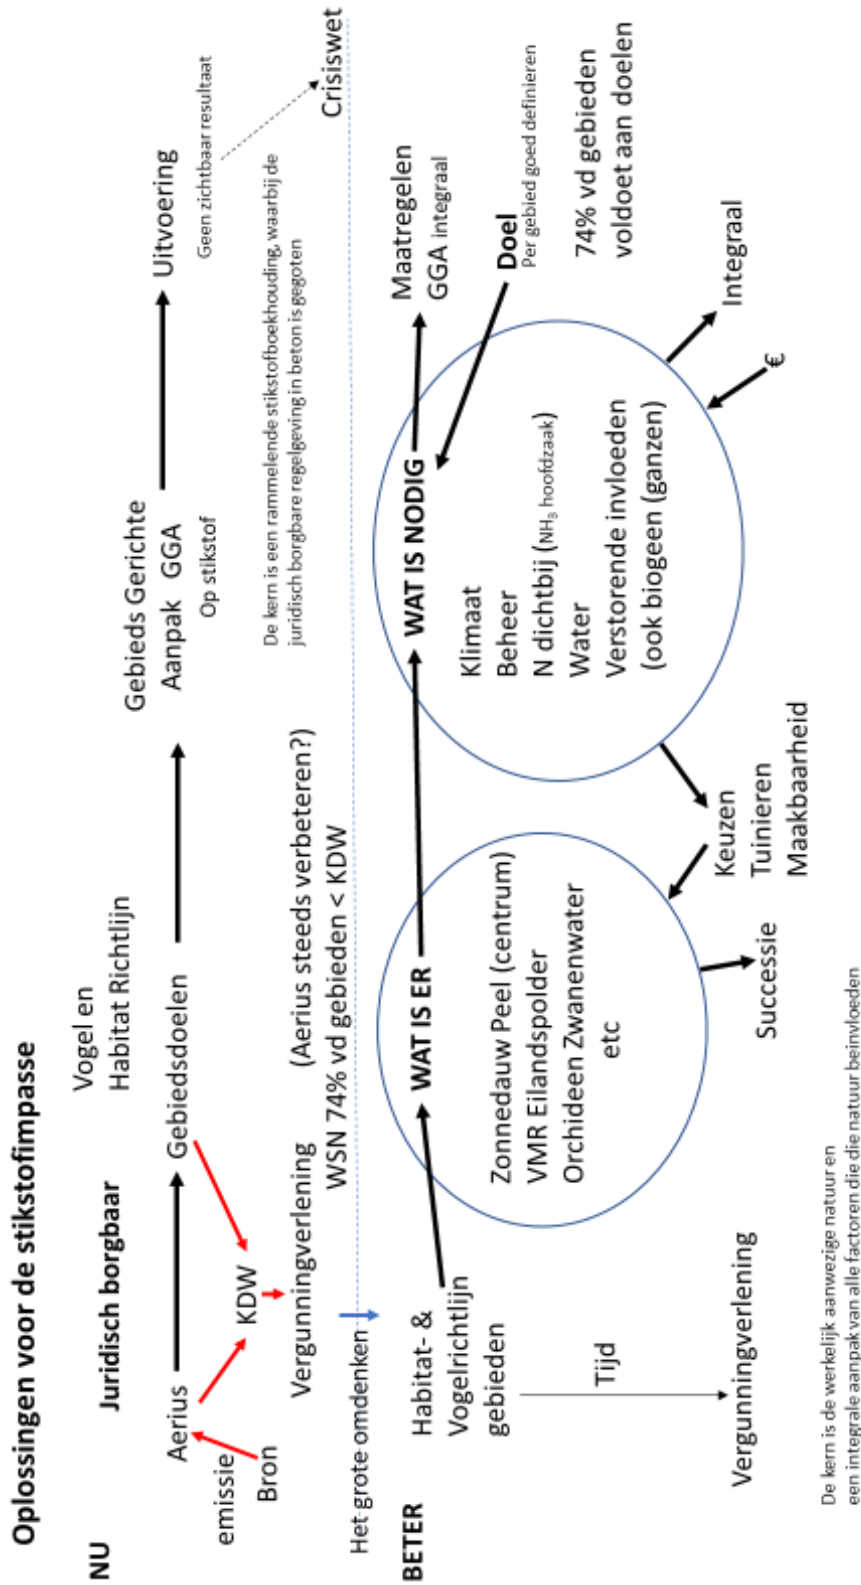 Oplossingen voor de stikstofimpasse
NU
Juridisch borgbaar
Vogel en
Habitat Richtlijn
Aerius
Gebiedsdoelen
Gebieds Gerichte
Aanpak GGA
Op stikstof
Uitvoering
Geen zichtbaar resultaat
Crisiswet
emissie
Bron
KDW
Vergunningverlening
(Aerius steeds verbeteren?)
WSN 74% vd gebieden < KDW
De kern is een rammelende stikstofboekhouding, waarbij de
juridisch borgbare regelgeving in beton is gegoten
Het grote omdenken
BETER
Habitat- &
Vogelrichtlijn
gebieden
WAT IS ER
Zonnedauw Peel (centrum)
VMR Eilandspolder
Orchideen Zwanenwater
etc
WAT IS NODIG
Klimaat
Beheer
N dichtbij (NH₃ hoofdzaak)
Water
Verstorende invloeden
(ook biogeen (ganzen)
Maatregelen
GGA integraal
Doel
Per gebied goed definieren
74% vd gebieden
voldoet aan doelen
Tijd
Vergunningverlening
Successie
Keuzen
Tuinieren
Maakbaarheid
€
Integraal
De kern is de werkelijk aanwezige natuur en
een integrale aanpak van alle factoren die die natuur beinvloeden